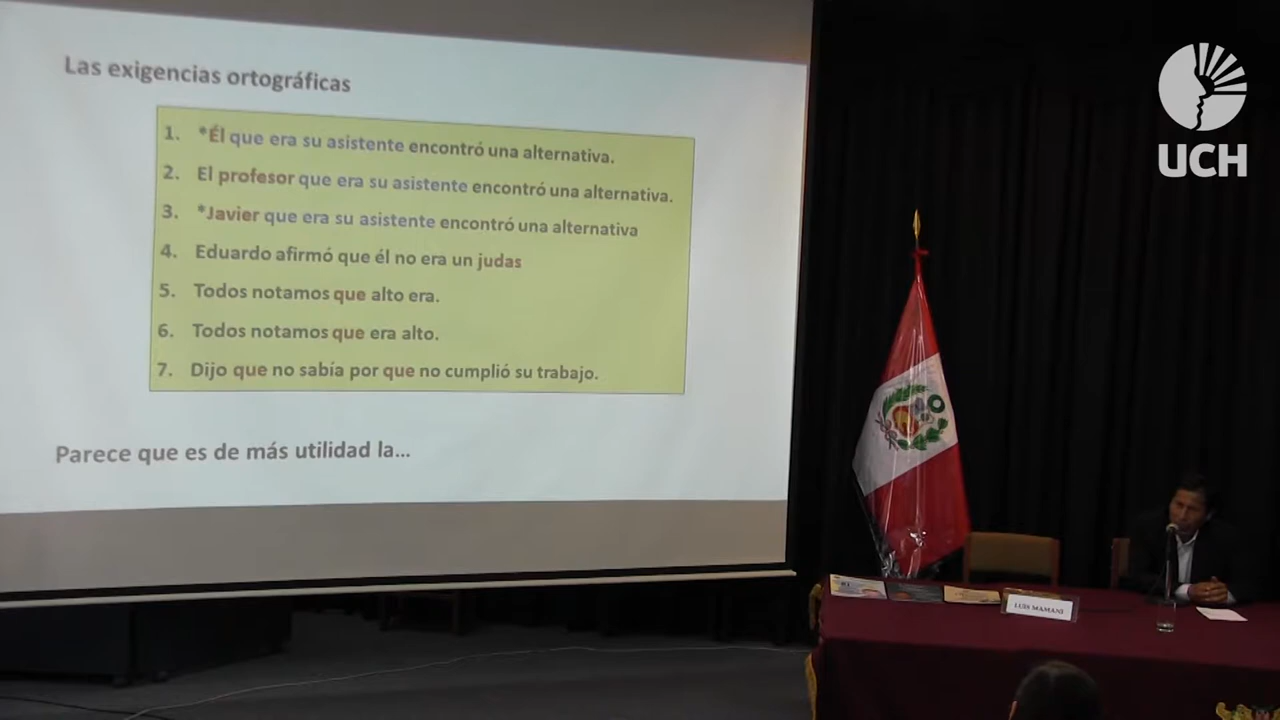 Las exigencias ortográficas
1. *Él que era su asistente encontró una alternativa.
2. El profesor que era su asistente encontró una alternativa.
3. *Javier que era su asistente encontró una alternativa
4. Eduardo afirmó que él no era un judas
5. Todos notamos que alto era.
6. Todos notamos que era alto.
7. Dijo que no sabía por que no cumplió su trabajo.
Parece que es de más utilidad la...
UCH
LUIS MAMANI